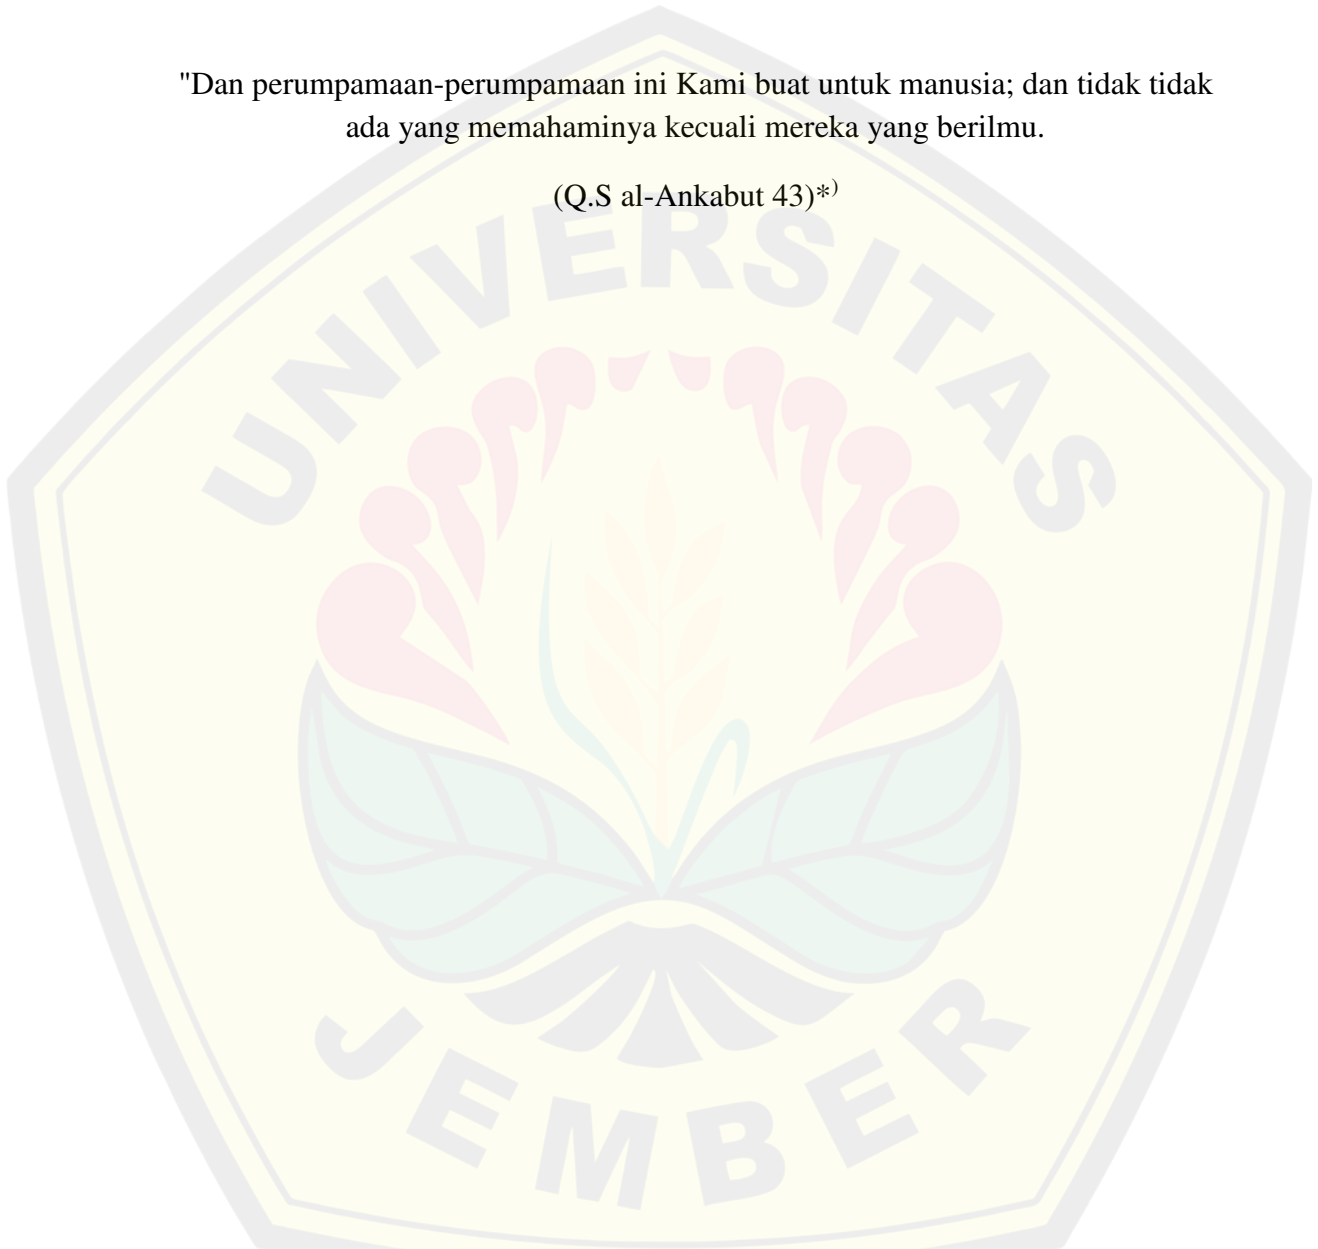 "Dan perumpamaan-perumpamaan ini Kami buat untuk manusia; dan tidak tidak
ada yang memahaminya kecuali mereka yang berilmu.
(Q.S al-Ankabut 43)*)
UNIVERSITAS
JEMBER